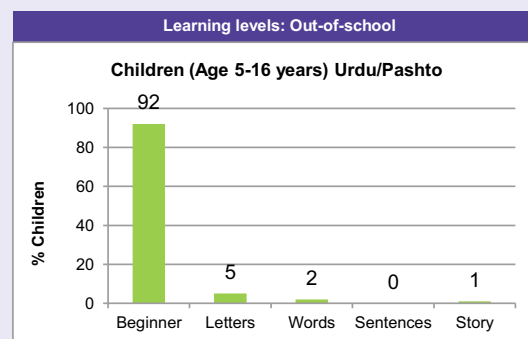 Learning levels: Out-of-school
Children (Age 5-16 years) Urdu/Pashto
% Children
100
80
60
40
20
0
92
5
2
0
1
Beginner Letters Words Sentences Story